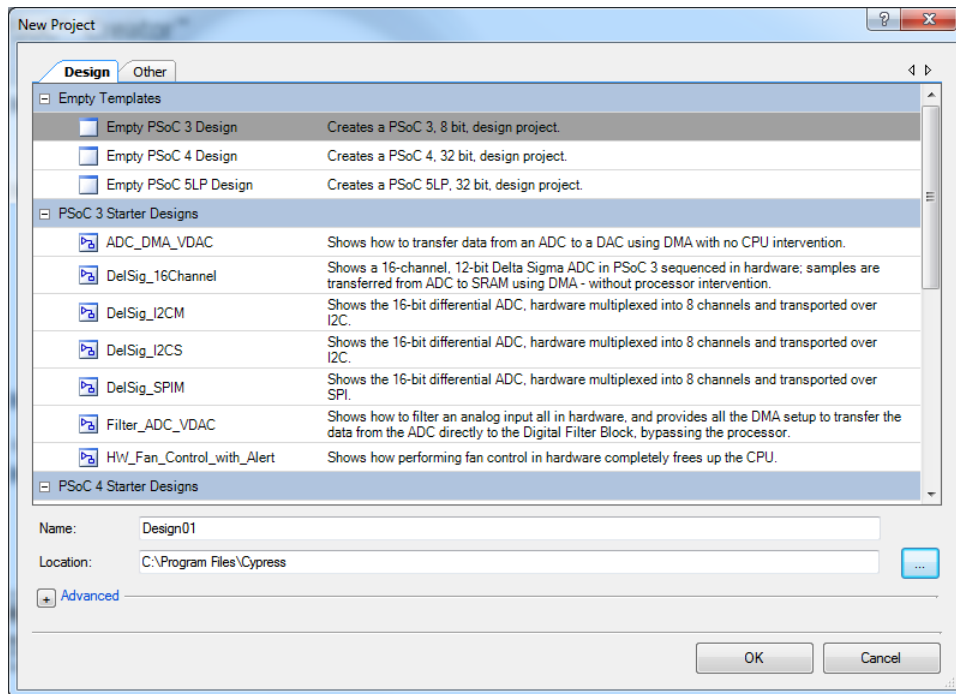 New Project
Design Other
Empty Templates
Empty PSoC 3 Design Creates a PSoC 3, 8 bit, design project.
Empty PSoC 4 Design Creates a PSoC 4, 32 bit, design project.
Empty PSoC 5LP Design Creates a PSoC 5LP, 32 bit, design project.
PSoC 3 Starter Designs
ADC_DMA_VDAC Shows how to transfer data from an ADC to a DAC using DMA with no CPU intervention.
DelSig_16Channel Shows a 16-channel, 12-bit Delta Sigma ADC in PSoC 3 sequenced in hardware; samples are
transferred from ADC to SRAM using DMA - without processor intervention.
DelSig_I2CM Shows the 16-bit differential ADC, hardware multiplexed into 8 channels and transported over
I2C.
DelSig_I2CS Shows the 16-bit differential ADC, hardware multiplexed into 8 channels and transported over
I2C.
DelSig_SPIM Shows the 16-bit differential ADC, hardware multiplexed into 8 channels and transported over
SPI.
Filter_ADC_VDAC Shows how to filter an analog input all in hardware, and provides all the DMA setup to transfer the
data from the ADC directly to the Digital Filter Block, bypassing the processor.
HW_Fan_Control_with_Alert Shows how performing fan control in hardware completely frees up the CPU.
PSoC 4 Starter Designs
Name: Design01
Location: C:\Program Files\Cypress
...
Advanced
OK Cancel